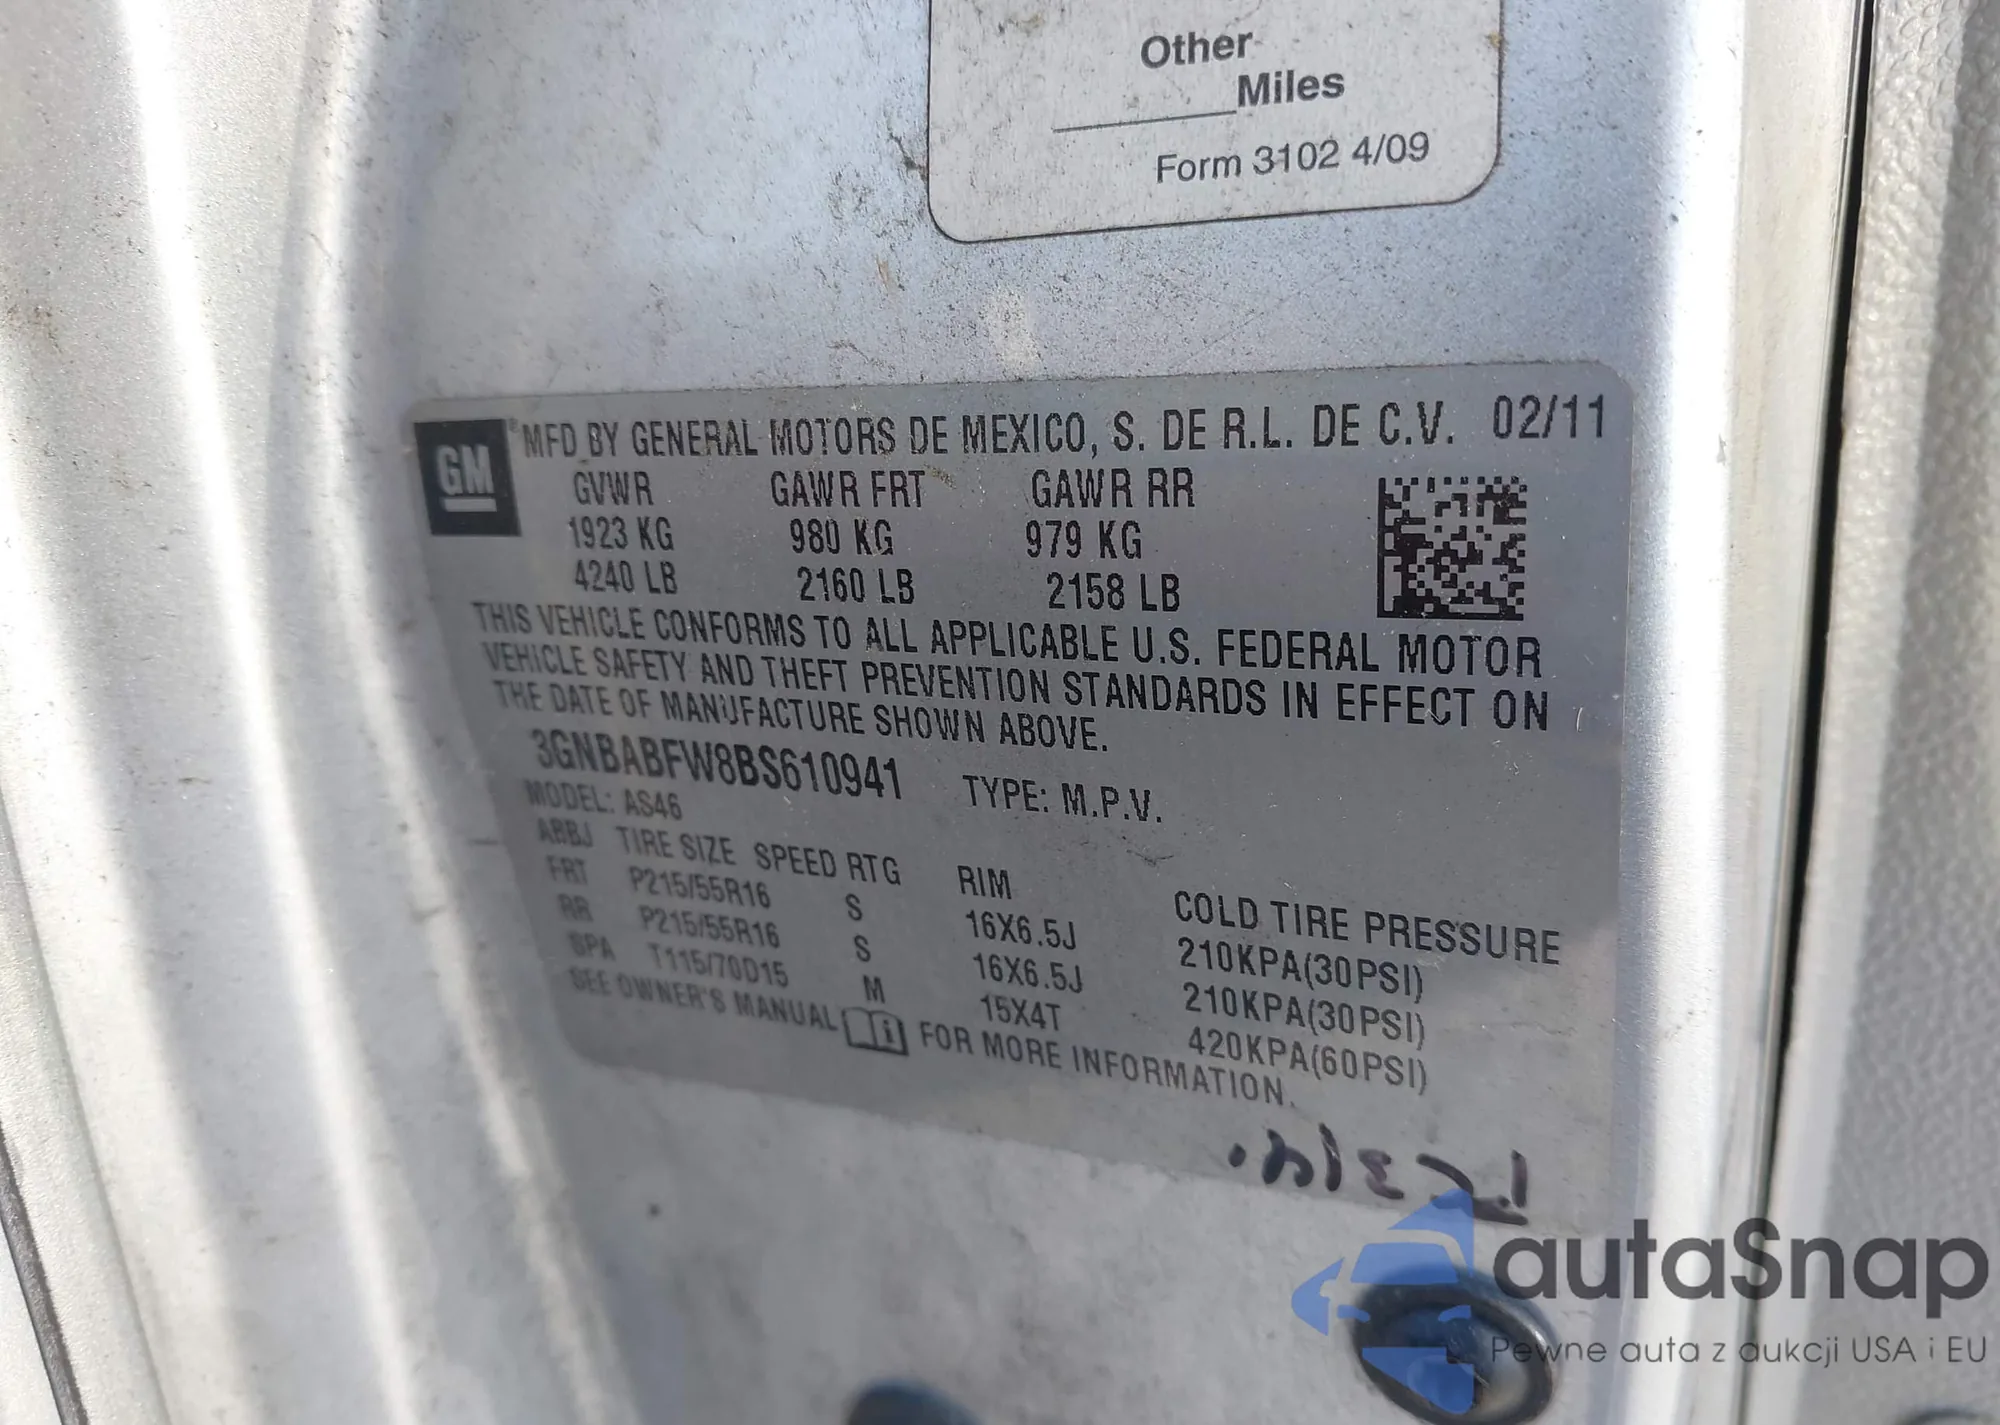 Other
Miles
Form 3102 4/09
GM ® MFD BY GENERAL MOTORS DE MEXICO, S. DE R.L. DE C.V. 02/11
GVWR GAWR FRT GAWR RR
1923 KG 980 KG 979 KG
4240 LB 2160 LB 2158 LB
THIS VEHICLE CONFORMS TO ALL APPLICABLE U.S. FEDERAL MOTOR
VEHICLE SAFETY AND THEFT PREVENTION STANDARDS IN EFFECT ON
THE DATE OF MANUFACTURE SHOWN ABOVE.
3GNBABFW8BS610941 TYPE: M.P.V.
MODEL: AS46
ABBJ TIRE SIZE SPEED RTG RIM COLD TIRE PRESSURE
FRT P215/55R16 S 16X6.5J 210KPA(30PSI)
RR P215/55R16 S 16X6.5J 210KPA(30PSI)
SPA T115/70D15 M 15X4T 420KPA(60PSI)
SEE OWNER'S MANUAL FOR MORE INFORMATION.
autaSnap
Pewne auta z aukcji USA i EU